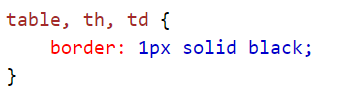 table, th, td {
    border: 1px solid black;
}